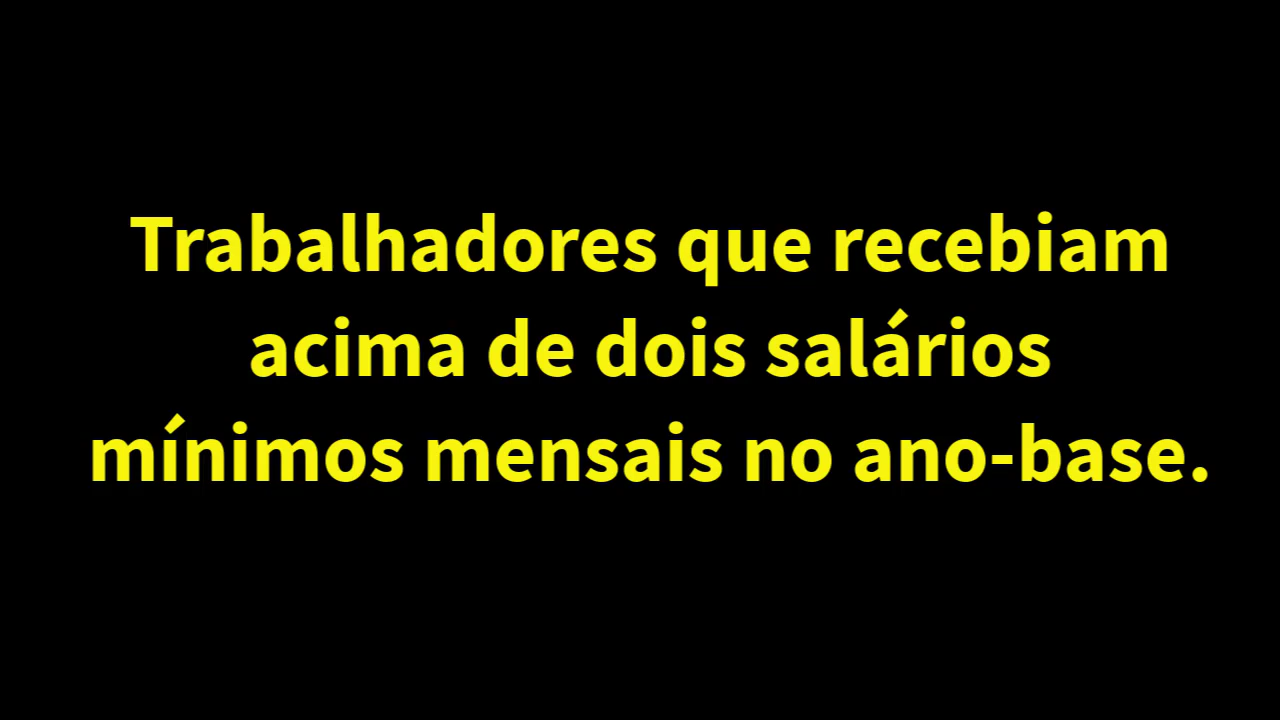 Trabalhadores que recebiam
acima de dois salários
mínimos mensais no ano-base.